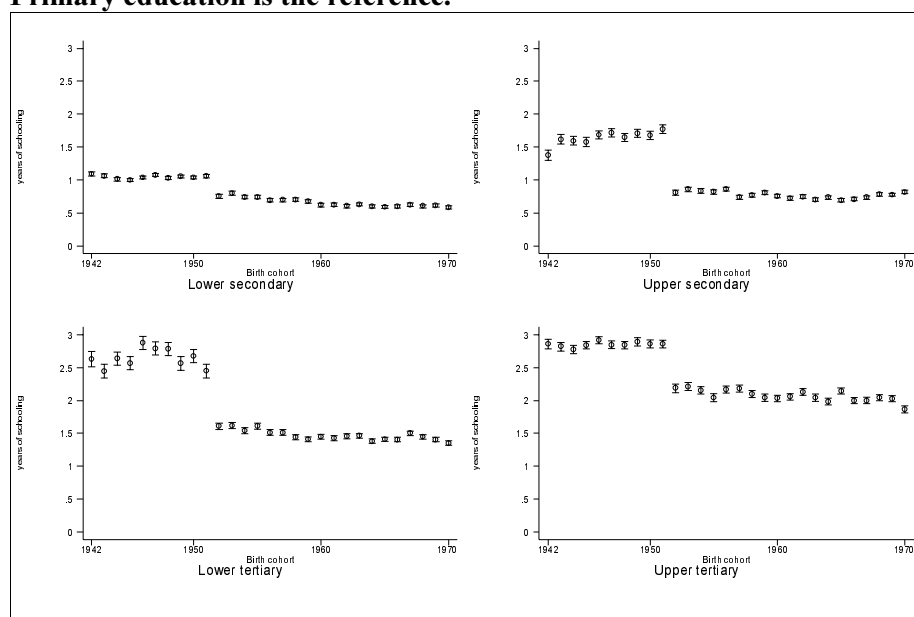 Primary education is the reference.
3
2.5
2
1.5
1
.5
0
years of schooling
1942 1950 1960 1970
Birth cohort
Lower secondary
3
2.5
2
1.5
1
.5
0
years of schooling
1942 1950 1960 1970
Birth cohort
Upper secondary
3
2.5
2
1.5
1
.5
0
years of schooling
1942 1950 1960 1970
Birth cohort
Lower tertiary
3
2.5
2
1.5
1
.5
0
years of schooling
1942 1950 1960 1970
Birth cohort
Upper tertiary